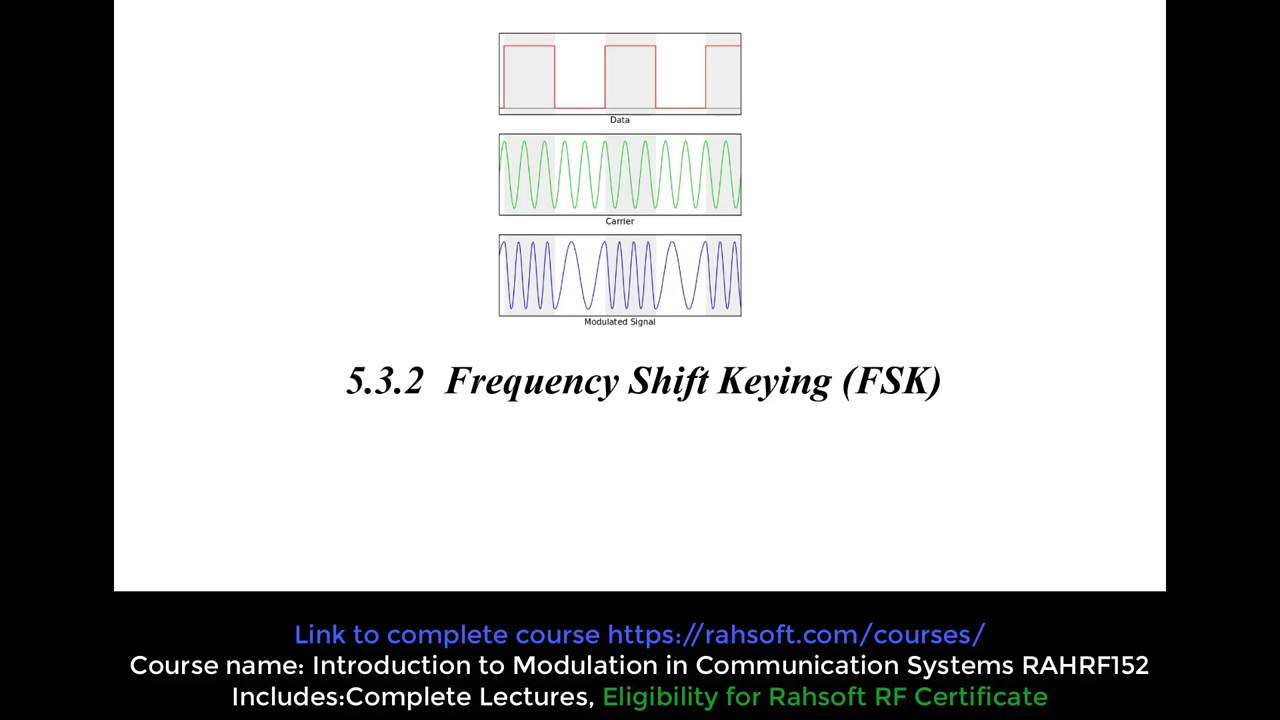 Data
Carrier
Modulated Signal
5.3.2 Frequency Shift Keying (FSK)
Link to complete course https://rahsoft.com/courses/
Course name: Introduction to Modulation in Communication Systems RAHRF152
Includes:Complete Lectures, Eligibility for Rahsoft RF Certificate